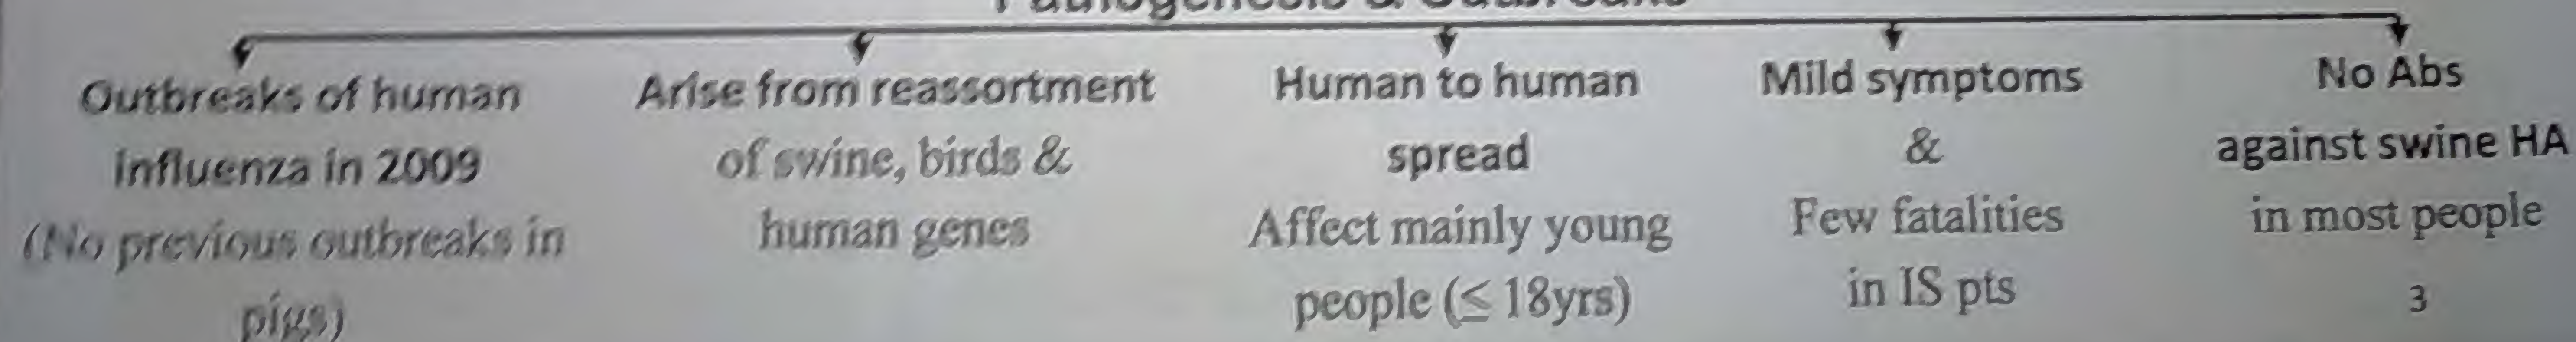 Pathogenesis & Outbreaks
Outbreaks of human
influenza in 2009
(No previous outbreaks in
pigs)
Arise from reassortment
of swine, birds &
human genes
Human to human
spread
Affect mainly young
people (≤ 18yrs)
Mild symptoms
&
Few fatalities
in IS pts
No Abs
against swine HA
in most people
3